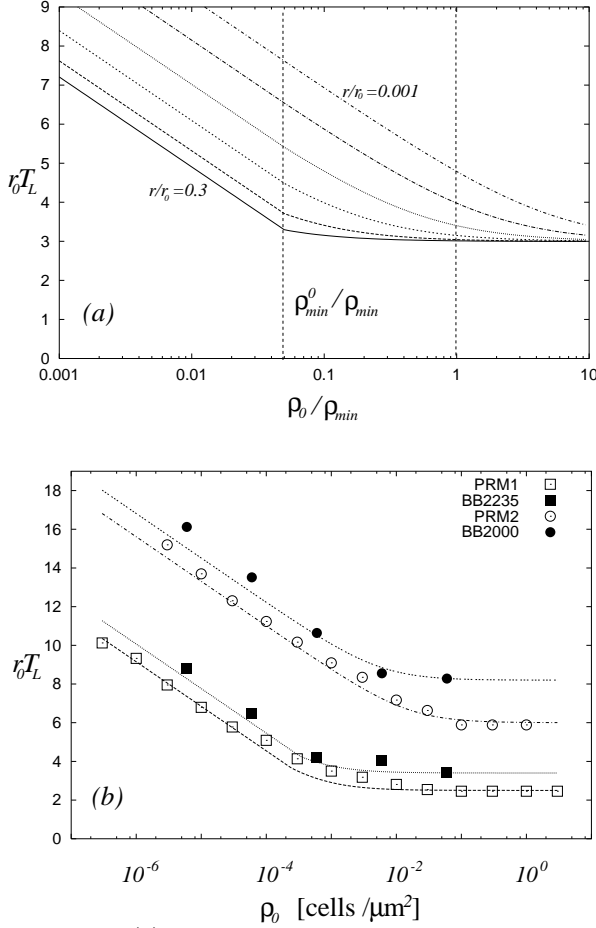 9
8
7
6
5
4
3
2
1
0
r₀T_L
r/r₀=0.001
r/r₀=0.3
(a)
ρ⁰_min/ρ_min
0.001 0.01 0.1 1 10
ρ₀/ρ_min
18
16
14
12
10
8
6
4
2
0
r₀T_L
PRM1
BB2235
PRM2
BB2000
(b)
10⁻⁶ 10⁻⁴ 10⁻² 10⁰
ρ₀ [cells /μm²]